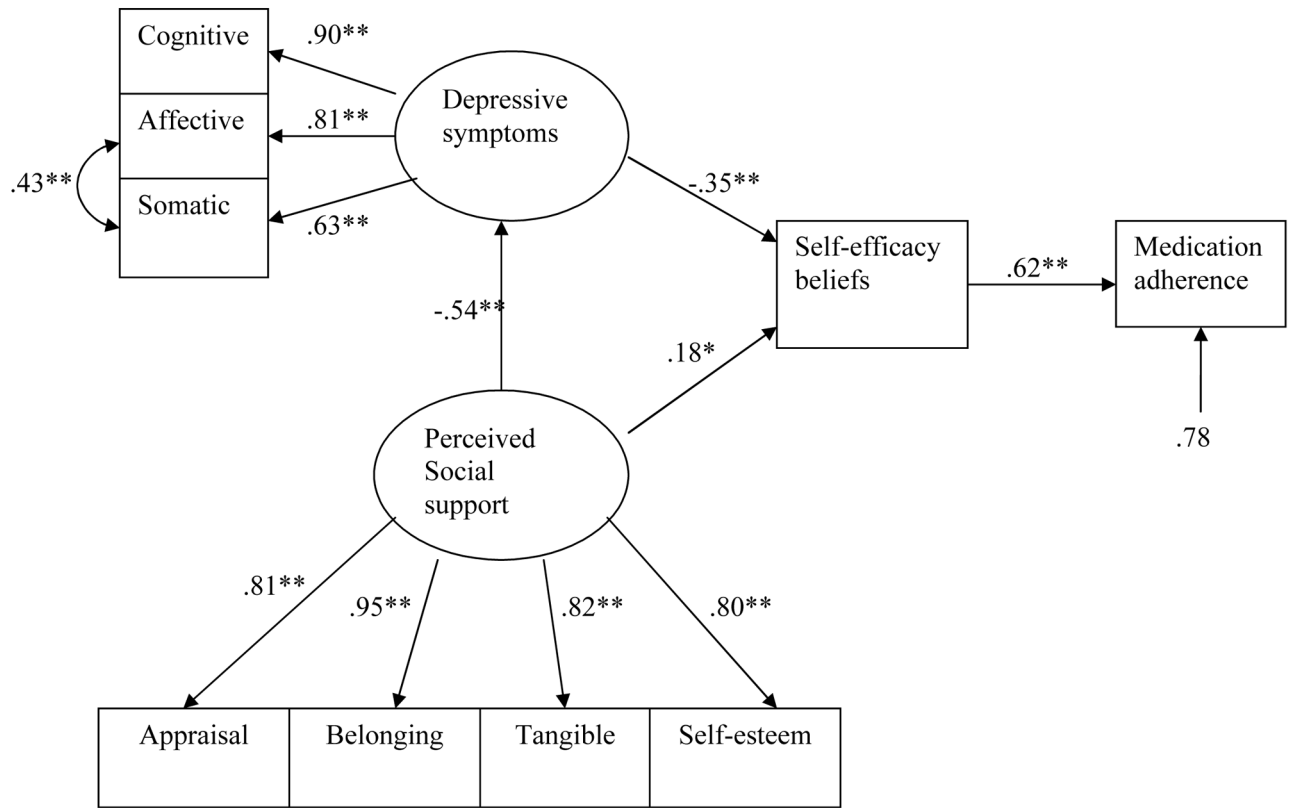 Cognitive
.90**
Depressive
symptoms
Affective
.81**
.43**
Somatic
.63**
-.35**
Self-efficacy
beliefs
.62**
Medication
adherence
-.54**
.18*
.78
Perceived
Social
support
.81**
.95**
.82**
.80**
Appraisal
Belonging
Tangible
Self-esteem